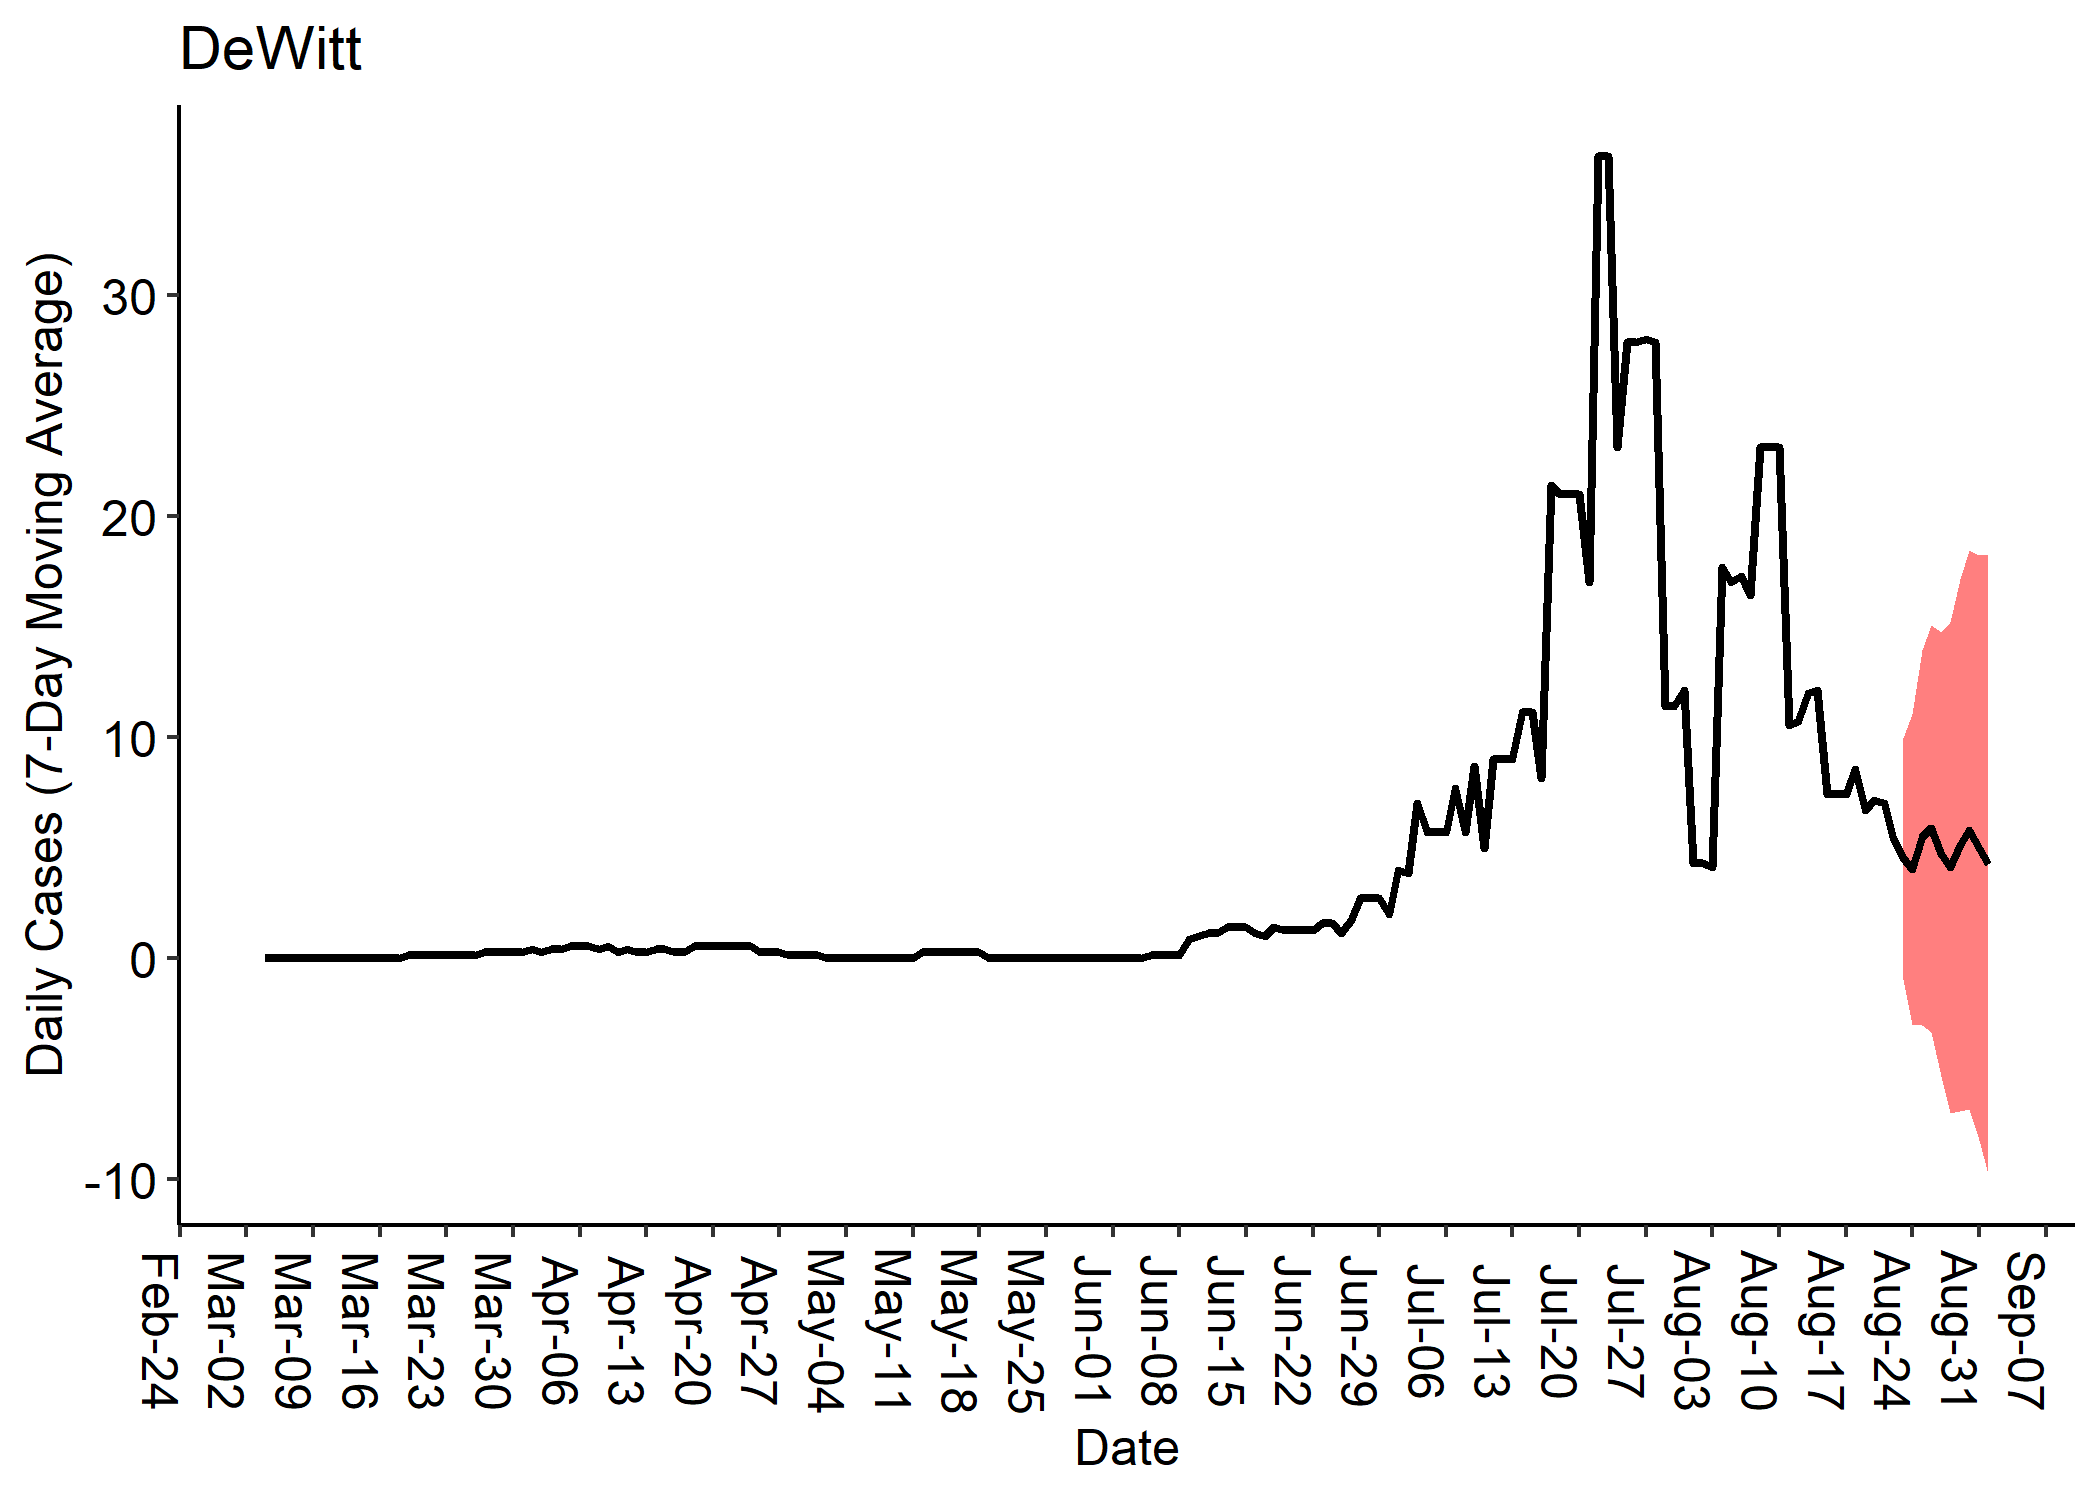 DeWitt
Daily Cases (7-Day Moving Average)
30
20
10
0
-10
Feb-24
Mar-02
Mar-09
Mar-16
Mar-23
Mar-30
Apr-06
Apr-13
Apr-20
Apr-27
May-04
May-11
May-18
May-25
Jun-01
Jun-08
Jun-15
Jun-22
Jun-29
Jul-06
Jul-13
Jul-20
Jul-27
Aug-03
Aug-10
Aug-17
Aug-24
Aug-31
Sep-07
Date